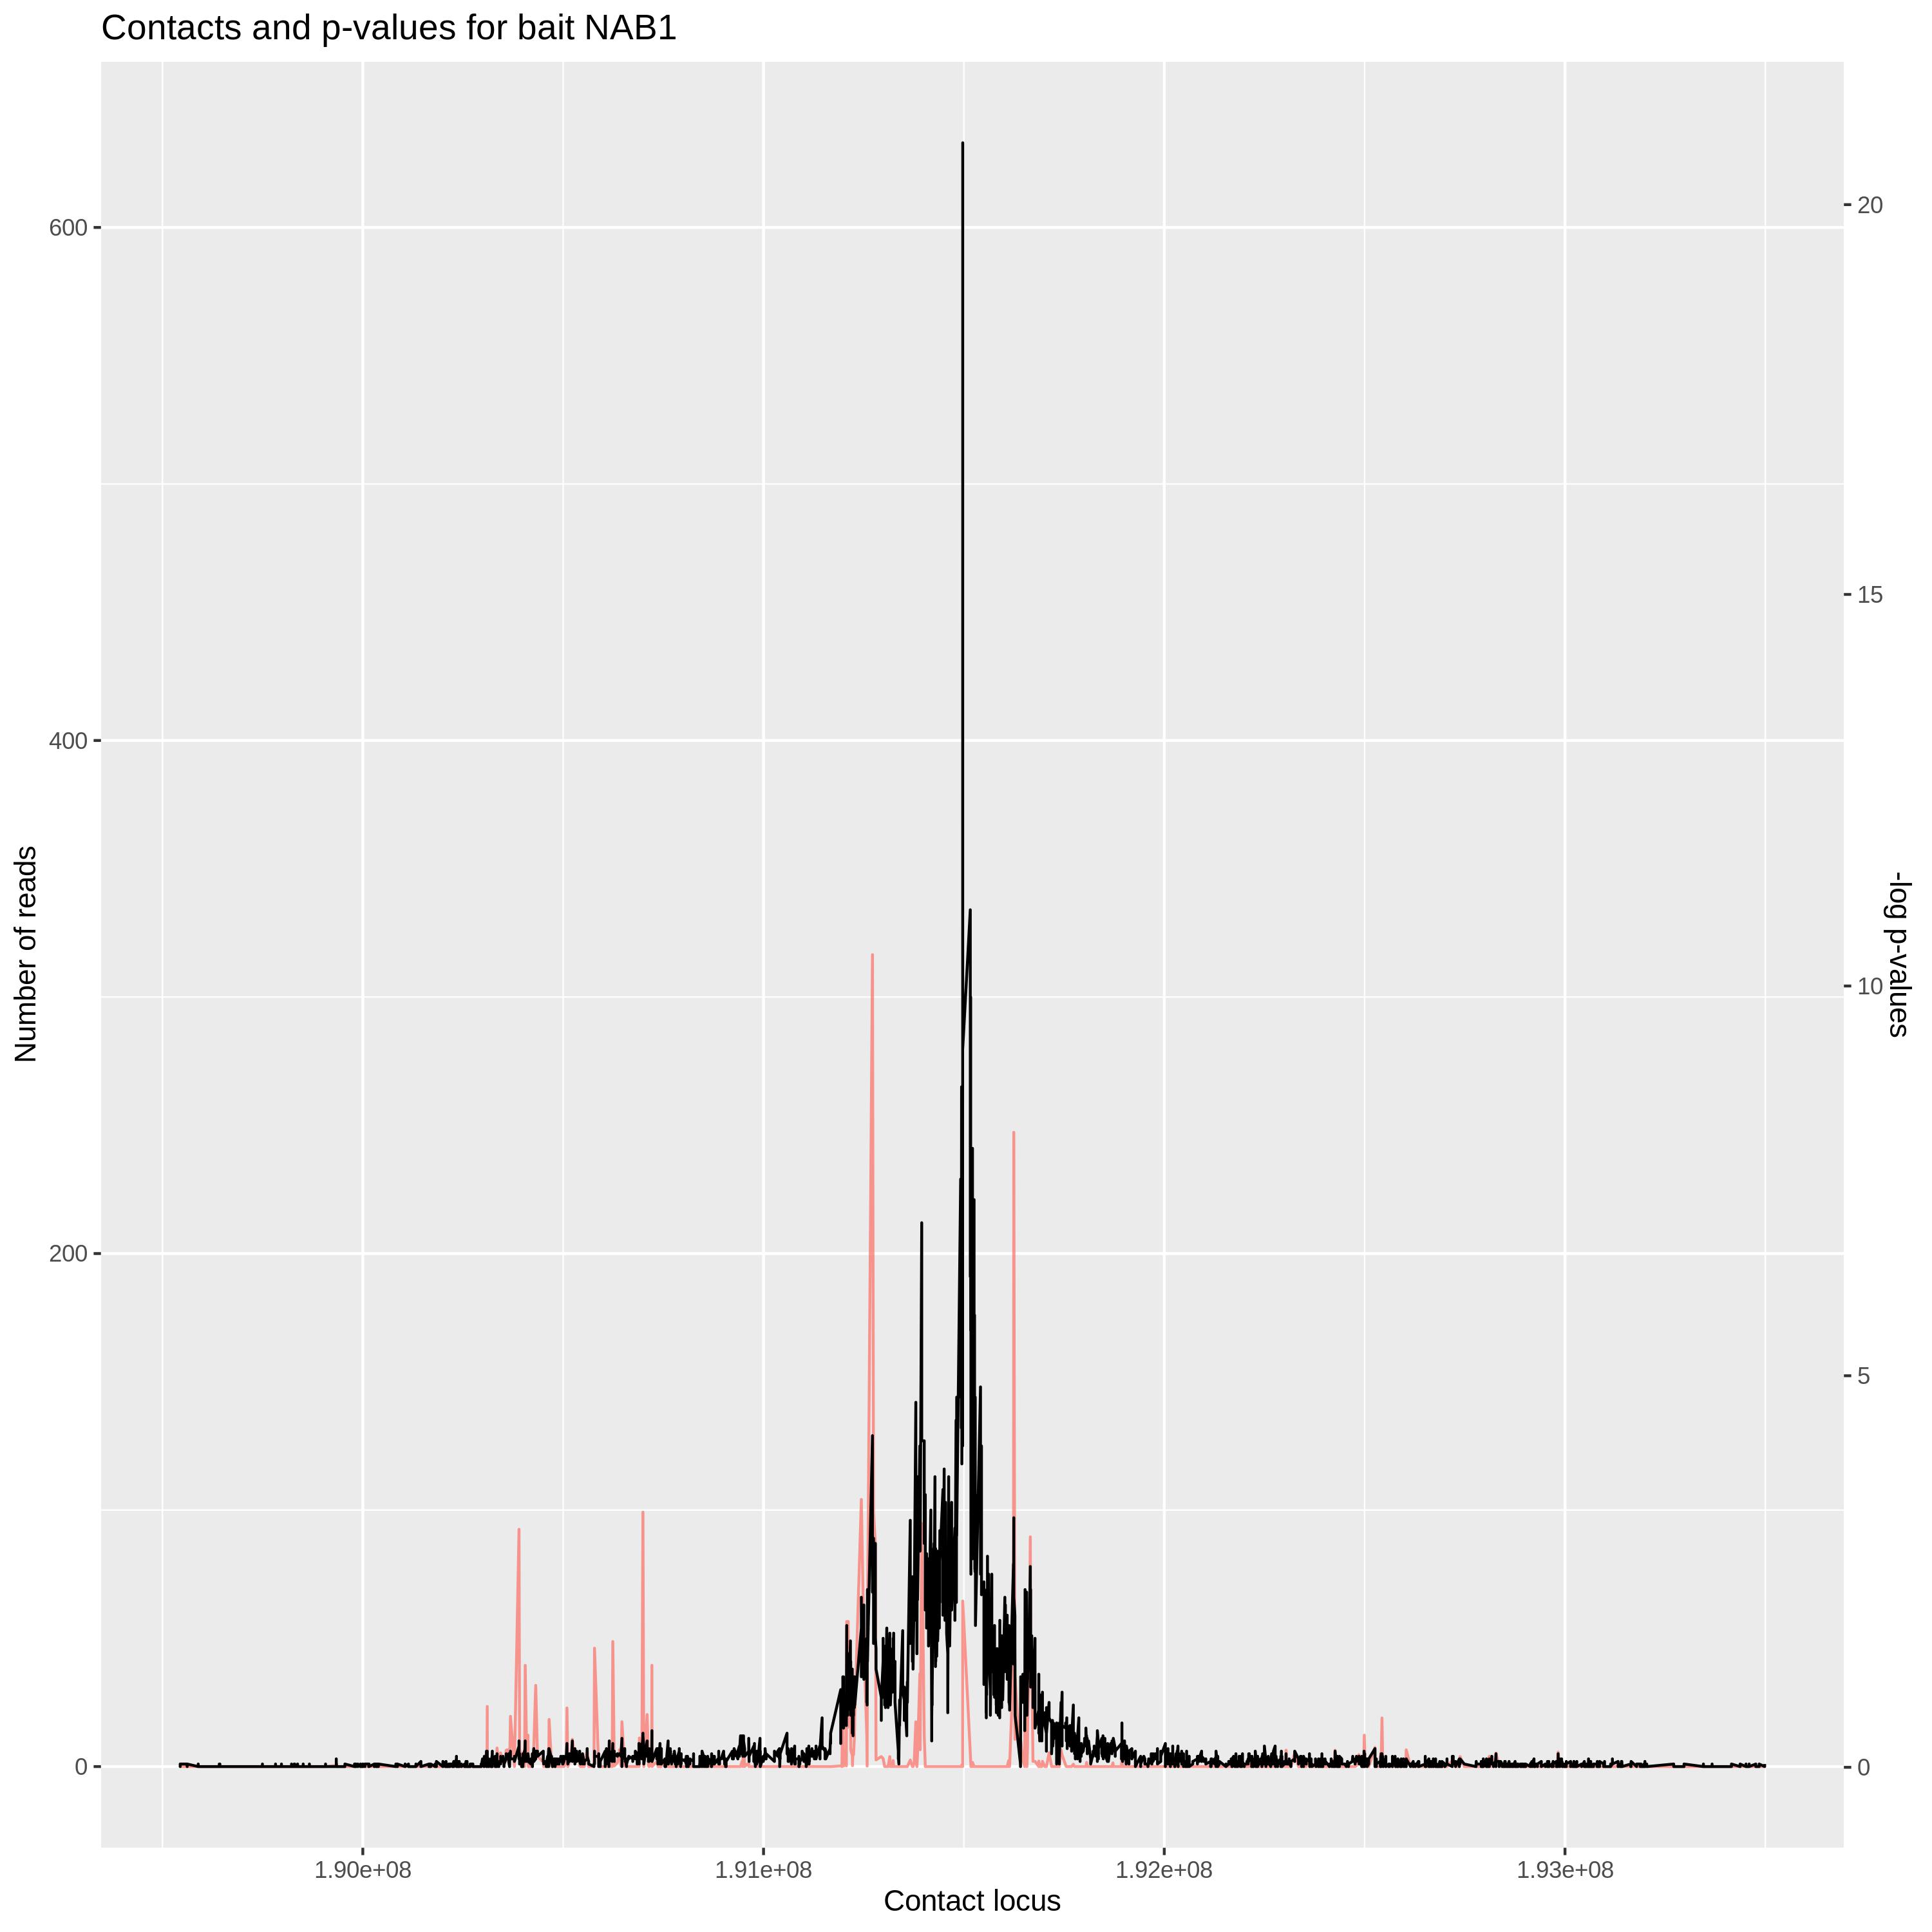 Contacts and p-values for bait NAB1
600
400
200
0
20
15
10
5
0
Number of reads
-log p-values
1.90e+08
1.91e+08
1.92e+08
1.93e+08
Contact locus